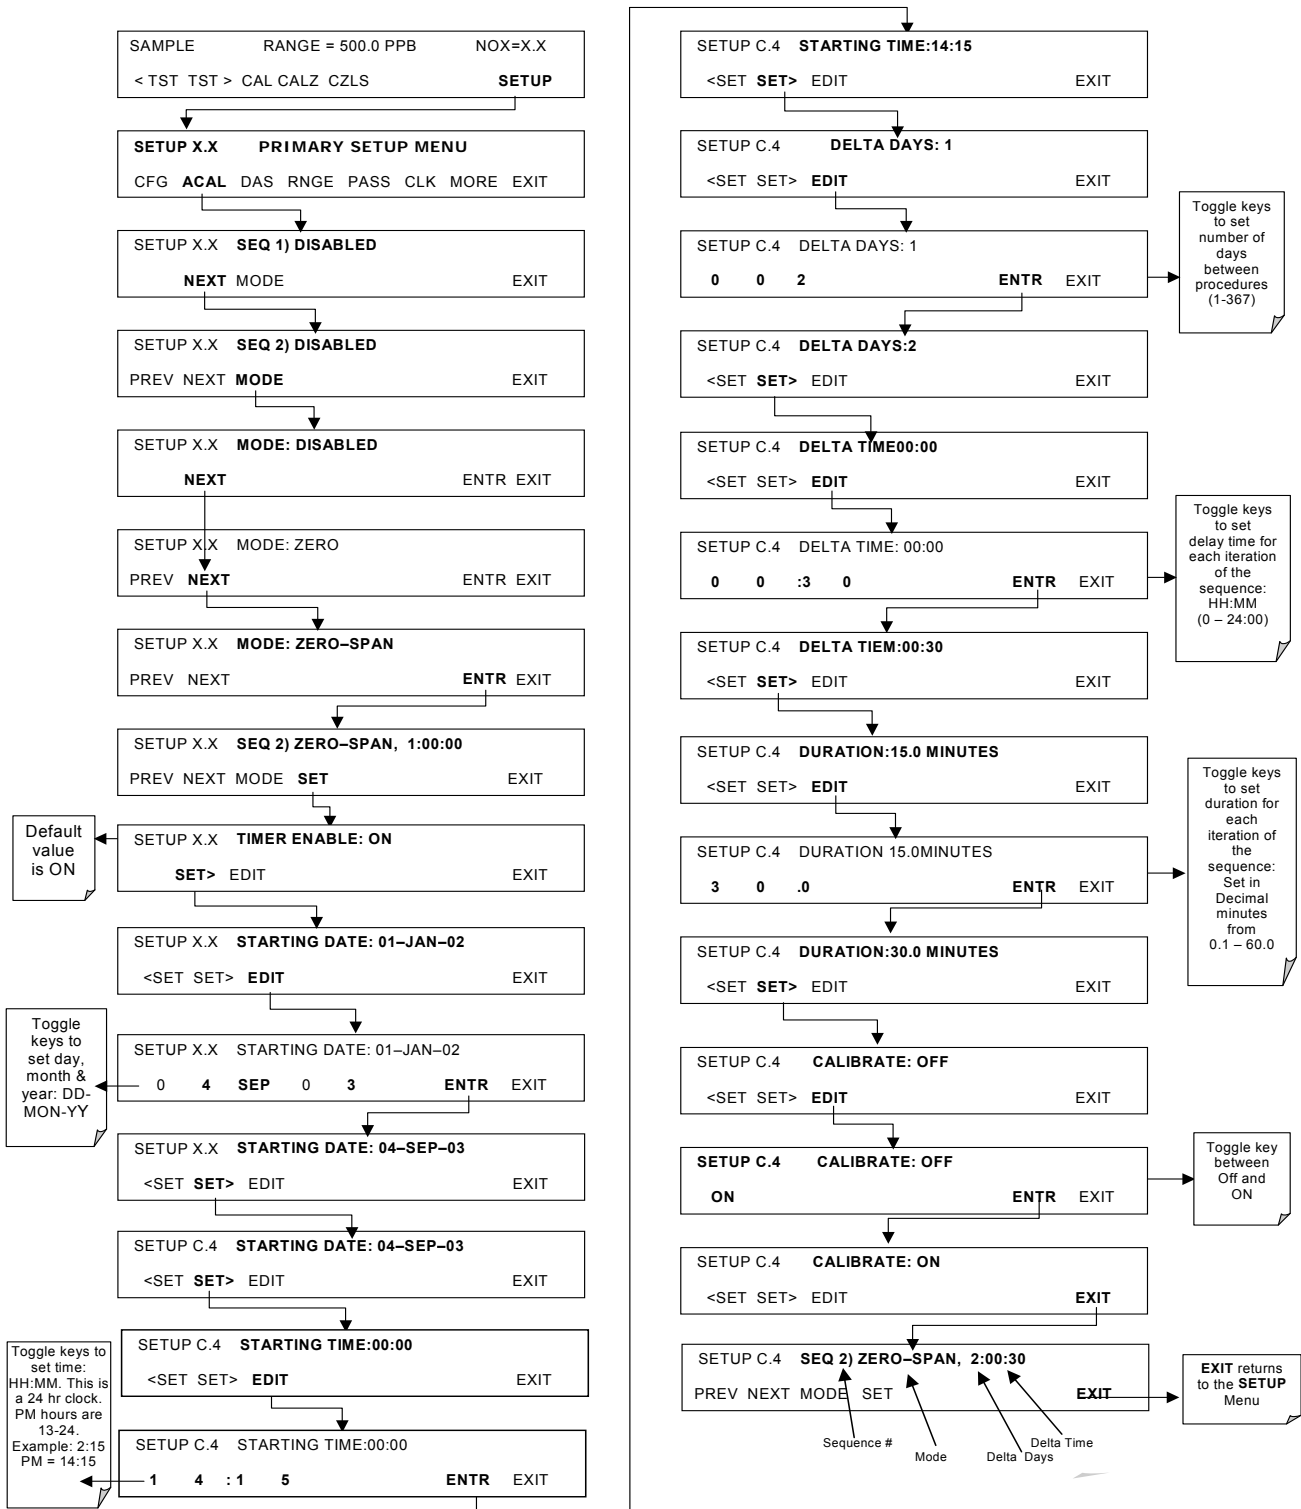 SAMPLE RANGE = 500.0 PPB NOX=X.X
< TST TST > CAL CALZ CZLS SETUP
SETUP X.X PRIMARY SETUP MENU
CFG ACAL DAS RNGE PASS CLK MORE EXIT
SETUP X.X SEQ 1) DISABLED
NEXT MODE EXIT
SETUP X.X SEQ 2) DISABLED
PREV NEXT MODE EXIT
SETUP X.X MODE: DISABLED
NEXT ENTR EXIT
SETUP X.X MODE: ZERO
PREV NEXT ENTR EXIT
SETUP X.X MODE: ZERO–SPAN
PREV NEXT ENTR EXIT
SETUP X.X SEQ 2) ZERO–SPAN, 1:00:00
PREV NEXT MODE SET EXIT
Default
value
is ON
SETUP X.X TIMER ENABLE: ON
SET> EDIT EXIT
SETUP X.X STARTING DATE: 01–JAN–02
<SET SET> EDIT EXIT
Toggle
keys to
set day,
month &
year: DD-
MON-YY
SETUP X.X STARTING DATE: 01–JAN–02
0 4 SEP 0 3 ENTR EXIT
SETUP X.X STARTING DATE: 04–SEP–03
<SET SET> EDIT EXIT
SETUP C.4 STARTING DATE: 04–SEP–03
<SET SET> EDIT EXIT
SETUP C.4 STARTING TIME:00:00
<SET SET> EDIT EXIT
Toggle keys to
set time:
HH:MM. This is
a 24 hr clock.
PM hours are
13-24.
Example: 2:15
PM = 14:15
SETUP C.4 STARTING TIME:00:00
1 4 :1 5 ENTR EXIT
SETUP C.4 STARTING TIME:14:15
<SET SET> EDIT EXIT
SETUP C.4 DELTA DAYS: 1
<SET SET> EDIT EXIT
SETUP C.4 DELTA DAYS: 1
0 0 2 ENTR EXIT
Toggle keys
to set
number of
days
between
procedures
(1-367)
SETUP C.4 DELTA DAYS:2
<SET SET> EDIT EXIT
SETUP C.4 DELTA TIME00:00
<SET SET> EDIT EXIT
SETUP C.4 DELTA TIME: 00:00
0 0 :3 0 ENTR EXIT
Toggle keys
to set
delay time for
each iteration
of the
sequence:
HH:MM
(0 – 24:00)
SETUP C.4 DELTA TIEM:00:30
<SET SET> EDIT EXIT
SETUP C.4 DURATION:15.0 MINUTES
<SET SET> EDIT EXIT
SETUP C.4 DURATION 15.0MINUTES
3 0 .0 ENTR EXIT
Toggle keys
to set
duration for
each
iteration of
the
sequence:
Set in
Decimal
minutes
from
0.1 – 60.0
SETUP C.4 DURATION:30.0 MINUTES
<SET SET> EDIT EXIT
SETUP C.4 CALIBRATE: OFF
<SET SET> EDIT EXIT
SETUP C.4 CALIBRATE: OFF
ON ENTR EXIT
Toggle key
between
Off and
ON
SETUP C.4 CALIBRATE: ON
<SET SET> EDIT EXIT
SETUP C.4 SEQ 2) ZERO–SPAN, 2:00:30
PREV NEXT MODE SET EXIT
EXIT returns
to the SETUP
Menu
Sequence #
Mode
Delta Days
Delta Time